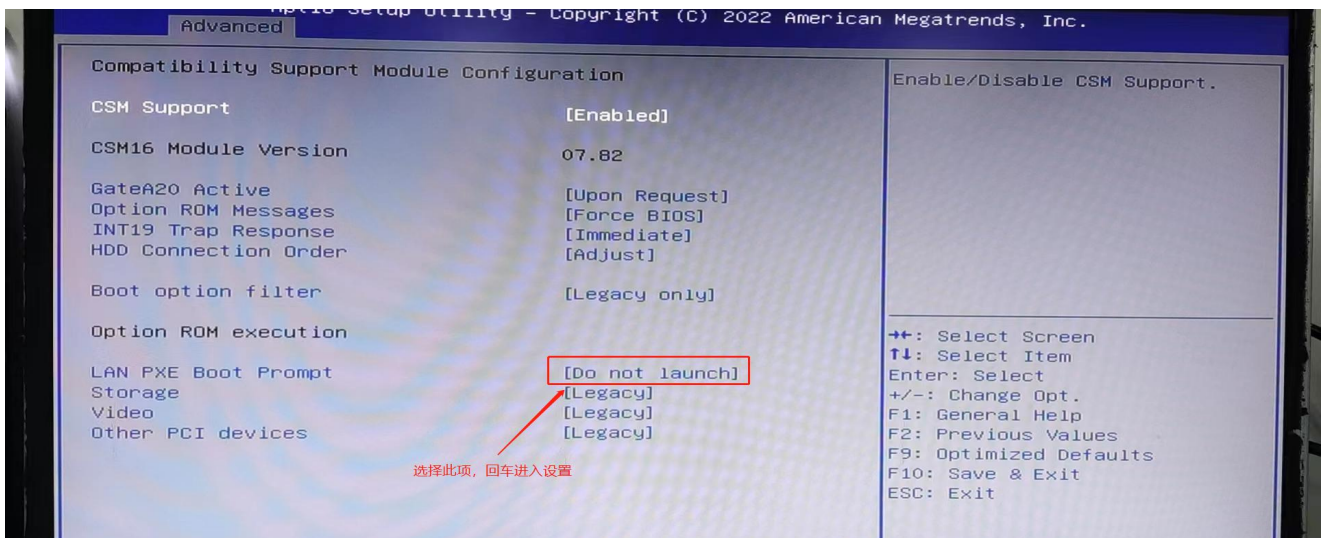 Aptio Setup Utility – Copyright (C) 2022 American Megatrends, Inc.
Advanced
Compatibility Support Module Configuration
Enable/Disable CSM Support.
CSM Support [Enabled]
CSM16 Module Version 07.82
GateA20 Active [Upon Request]
Option ROM Messages [Force BIOS]
INT19 Trap Response [Immediate]
HDD Connection Order [Adjust]
Boot option filter [Legacy only]
Option ROM execution
LAN PXE Boot Prompt [Do not launch]
Storage [Legacy]
Video [Legacy]
Other PCI devices [Legacy]
选择此项，回车进入设置
→←: Select Screen
↑↓: Select Item
Enter: Select
+/-: Change Opt.
F1: General Help
F2: Previous Values
F9: Optimized Defaults
F10: Save & Exit
ESC: Exit